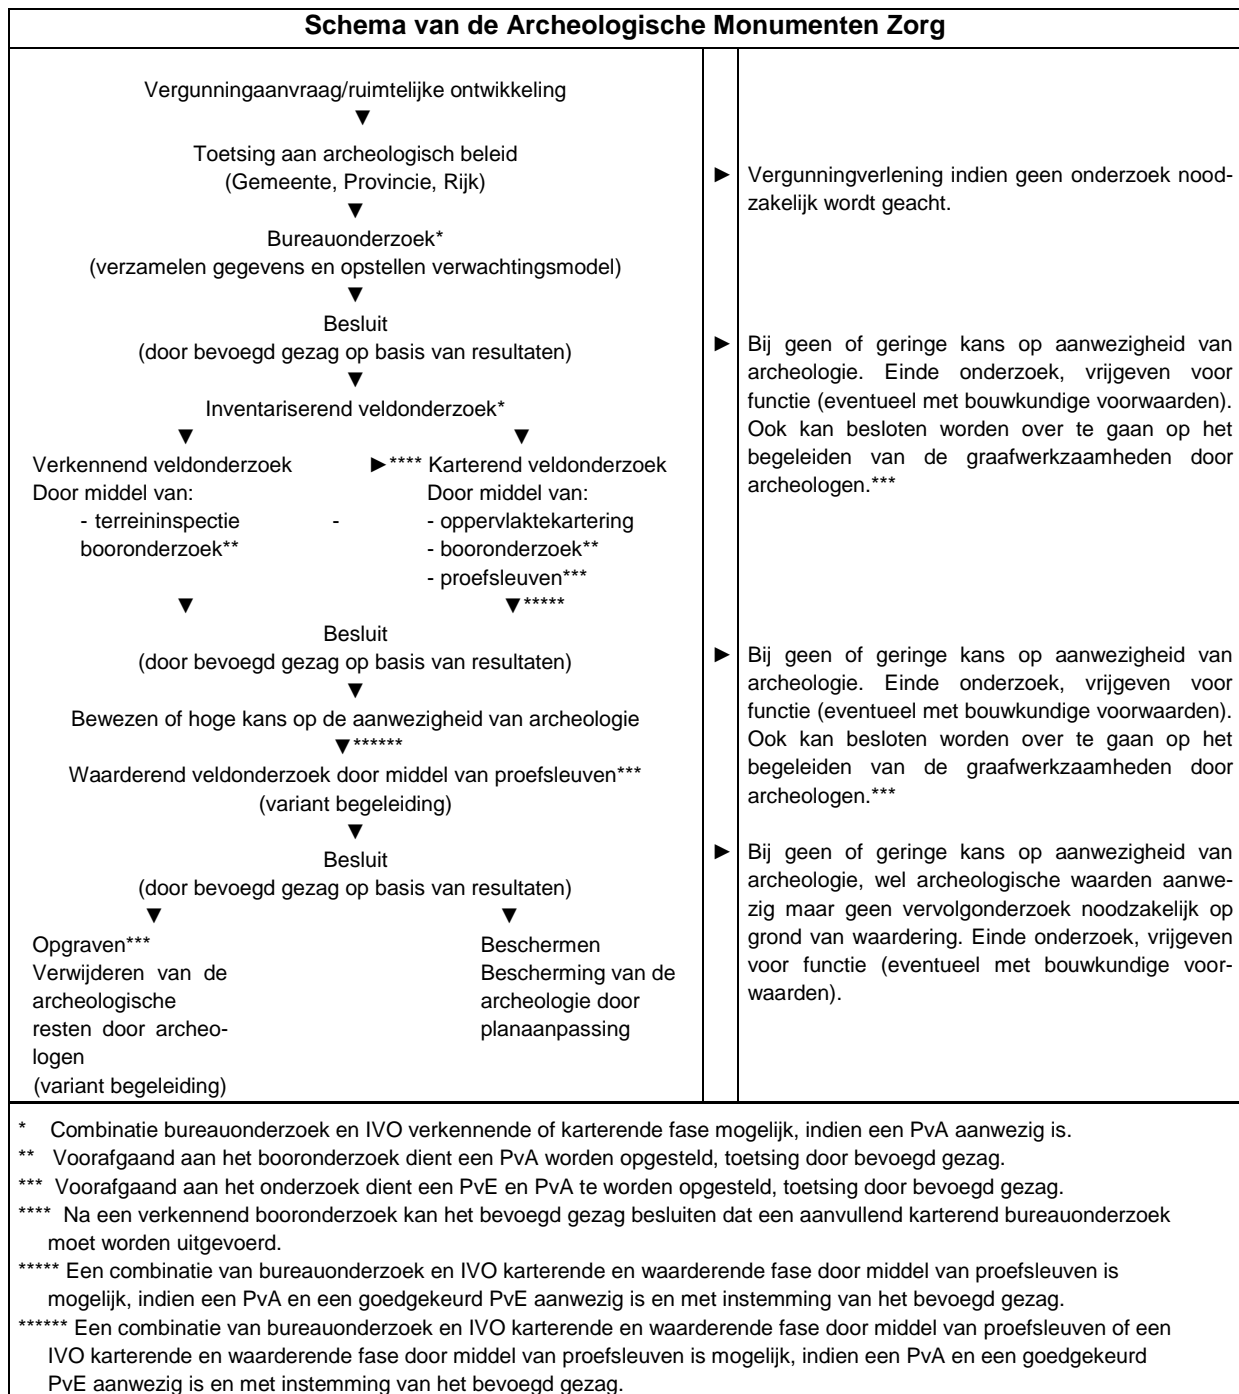 Schema van de Archeologische Monumenten Zorg
Vergunningaanvraag/ruimtelijke ontwikkeling
▼
Toetsing aan archeologisch beleid
(Gemeente, Provincie, Rijk)
▼
Bureauonderzoek*
(verzamelen gegevens en opstellen verwachtingsmodel)
▼
Besluit
(door bevoegd gezag op basis van resultaten)
▼
Inventariserend veldonderzoek*
▼ ▼
Verkennend veldonderzoek ►**** Karterend veldonderzoek
Door middel van: Door middel van:
- terreininspectie - - oppervlaktekartering
booronderzoek** - booronderzoek**
- proefsleuven***
▼ ▼*****
Besluit
(door bevoegd gezag op basis van resultaten)
▼
Bewezen of hoge kans op de aanwezigheid van archeologie
▼******
Waarderend veldonderzoek door middel van proefsleuven***
(variant begeleiding)
▼
Besluit
(door bevoegd gezag op basis van resultaten)
▼ ▼
Opgraven***
Verwijderen van de
archeologische
resten door archeo-
logen
(variant begeleiding)
Beschermen
Bescherming van de
archeologie door
planaanpassing
► Vergunningverlening indien geen onderzoek nood-
zakelijk wordt geacht.
► Bij geen of geringe kans op aanwezigheid van
archeologie. Einde onderzoek, vrijgeven voor
functie (eventueel met bouwkundige voorwaarden).
Ook kan besloten worden over te gaan op het
begeleiden van de graafwerkzaamheden door
archeologen.***
► Bij geen of geringe kans op aanwezigheid van
archeologie. Einde onderzoek, vrijgeven voor
functie (eventueel met bouwkundige voorwaarden).
Ook kan besloten worden over te gaan op het
begeleiden van de graafwerkzaamheden door
archeologen.***
► Bij geen of geringe kans op aanwezigheid van
archeologie, wel archeologische waarden aanwe-
zig maar geen vervolgonderzoek noodzakelijk op
grond van waardering. Einde onderzoek, vrijgeven
voor functie (eventueel met bouwkundige voor-
waarden).
* Combinatie bureauonderzoek en IVO verkennende of karterende fase mogelijk, indien een PvA aanwezig is.
** Voorafgaand aan het booronderzoek dient een PvA worden opgesteld, toetsing door bevoegd gezag.
*** Voorafgaand aan het onderzoek dient een PvE en PvA te worden opgesteld, toetsing door bevoegd gezag.
**** Na een verkennend booronderzoek kan het bevoegd gezag besluiten dat een aanvullend karterend bureauonderzoek
moet worden uitgevoerd.
***** Een combinatie van bureauonderzoek en IVO karterende en waarderende fase door middel van proefsleuven is
mogelijk, indien een PvA en een goedgekeurd PvE aanwezig is en met instemming van het bevoegd gezag.
****** Een combinatie van bureauonderzoek en IVO karterende en waarderende fase door middel van proefsleuven of een
IVO karterende en waarderende fase door middel van proefsleuven is mogelijk, indien een PvA en een goedgekeurd
PvE aanwezig is en met instemming van het bevoegd gezag.